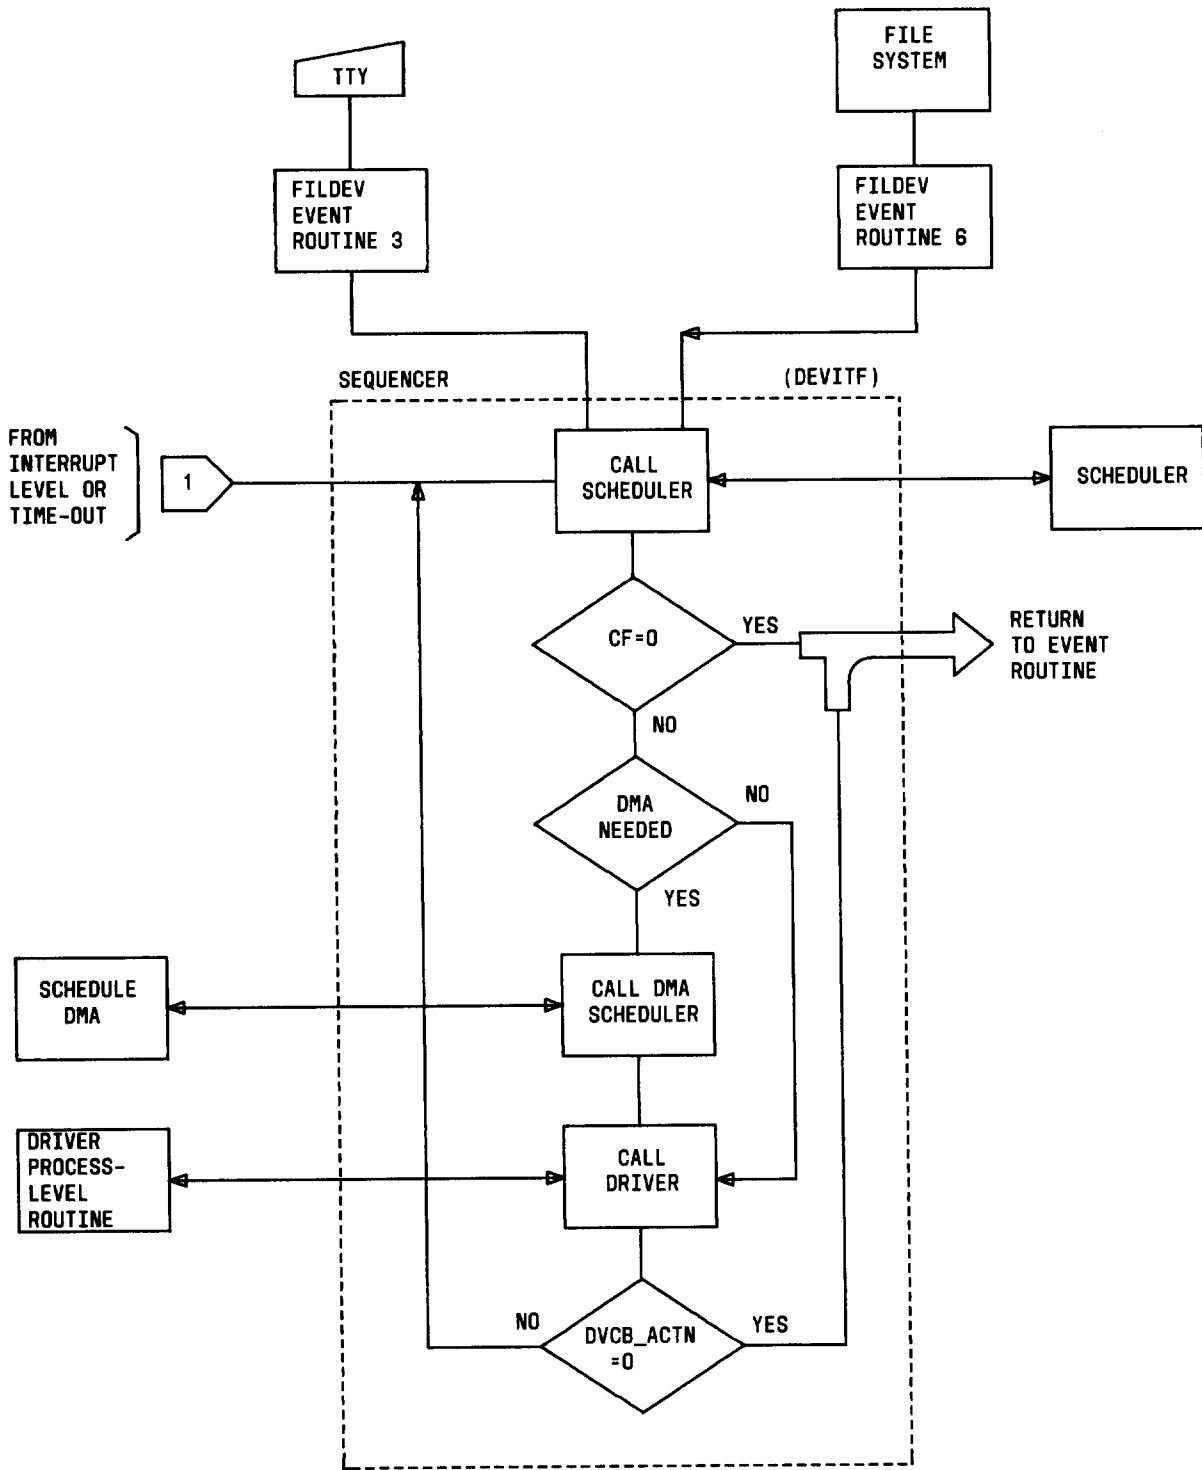 TTY
FILE
SYSTEM
FILDEV
EVENT
ROUTINE 3
FILDEV
EVENT
ROUTINE 6
SEQUENCER
(DEVITF)
FROM
INTERRUPT
LEVEL OR
TIME-OUT
1
CALL
SCHEDULER
SCHEDULER
CF=0
YES
RETURN
TO EVENT
ROUTINE
NO
DMA
NEEDED
NO
YES
SCHEDULE
DMA
CALL DMA
SCHEDULER
DRIVER
PROCESS-
LEVEL
ROUTINE
CALL
DRIVER
NO
DVCB_ACTN
=0
YES